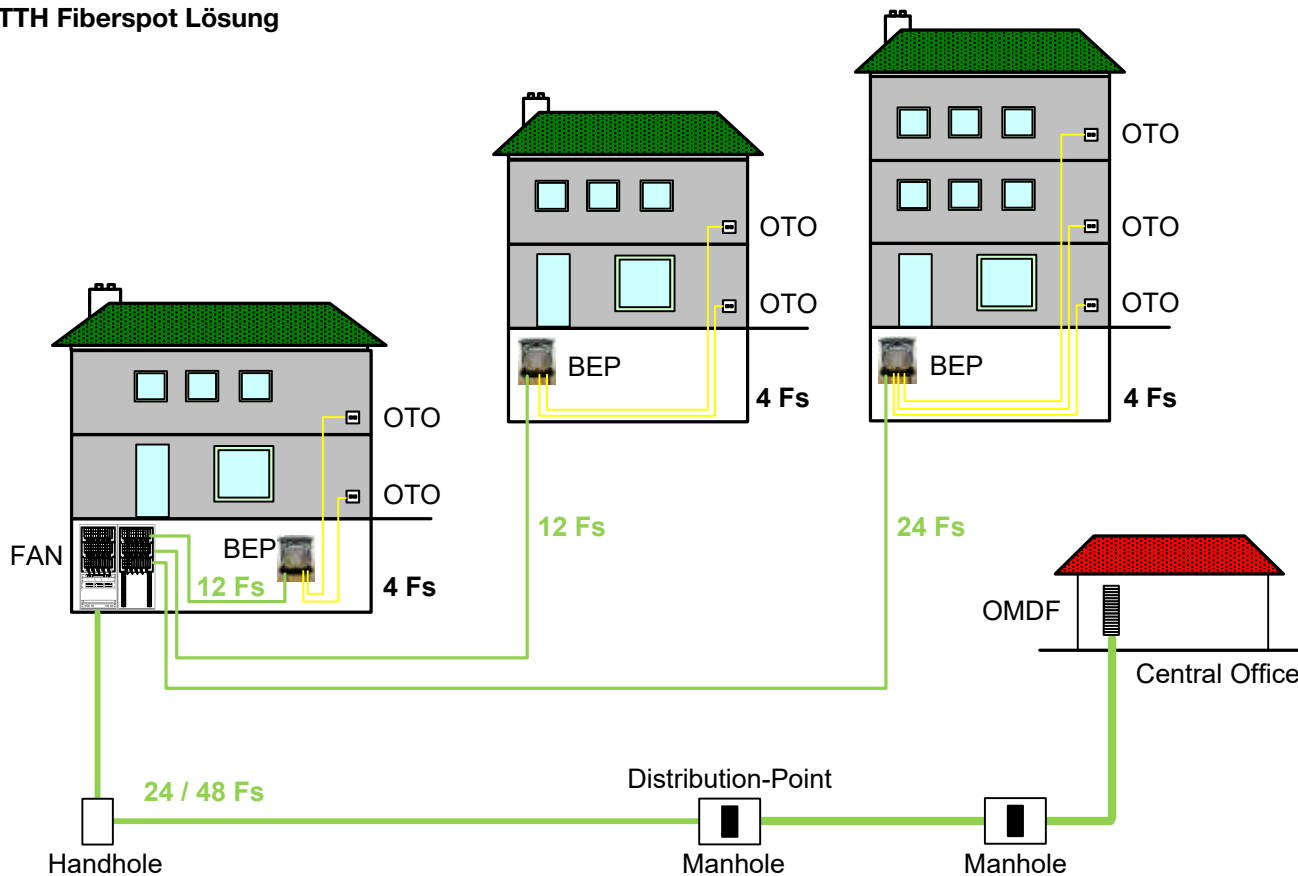 TTH Fiberspot Lösung
OTO
OTO
OTO
BEP
4 Fs
OTO
OTO
BEP
4 Fs
OTO
OTO
FAN
BEP
12 Fs
4 Fs
12 Fs
24 Fs
OMDF
Central Office
24 / 48 Fs
Distribution-Point
Handhole
Manhole
Manhole